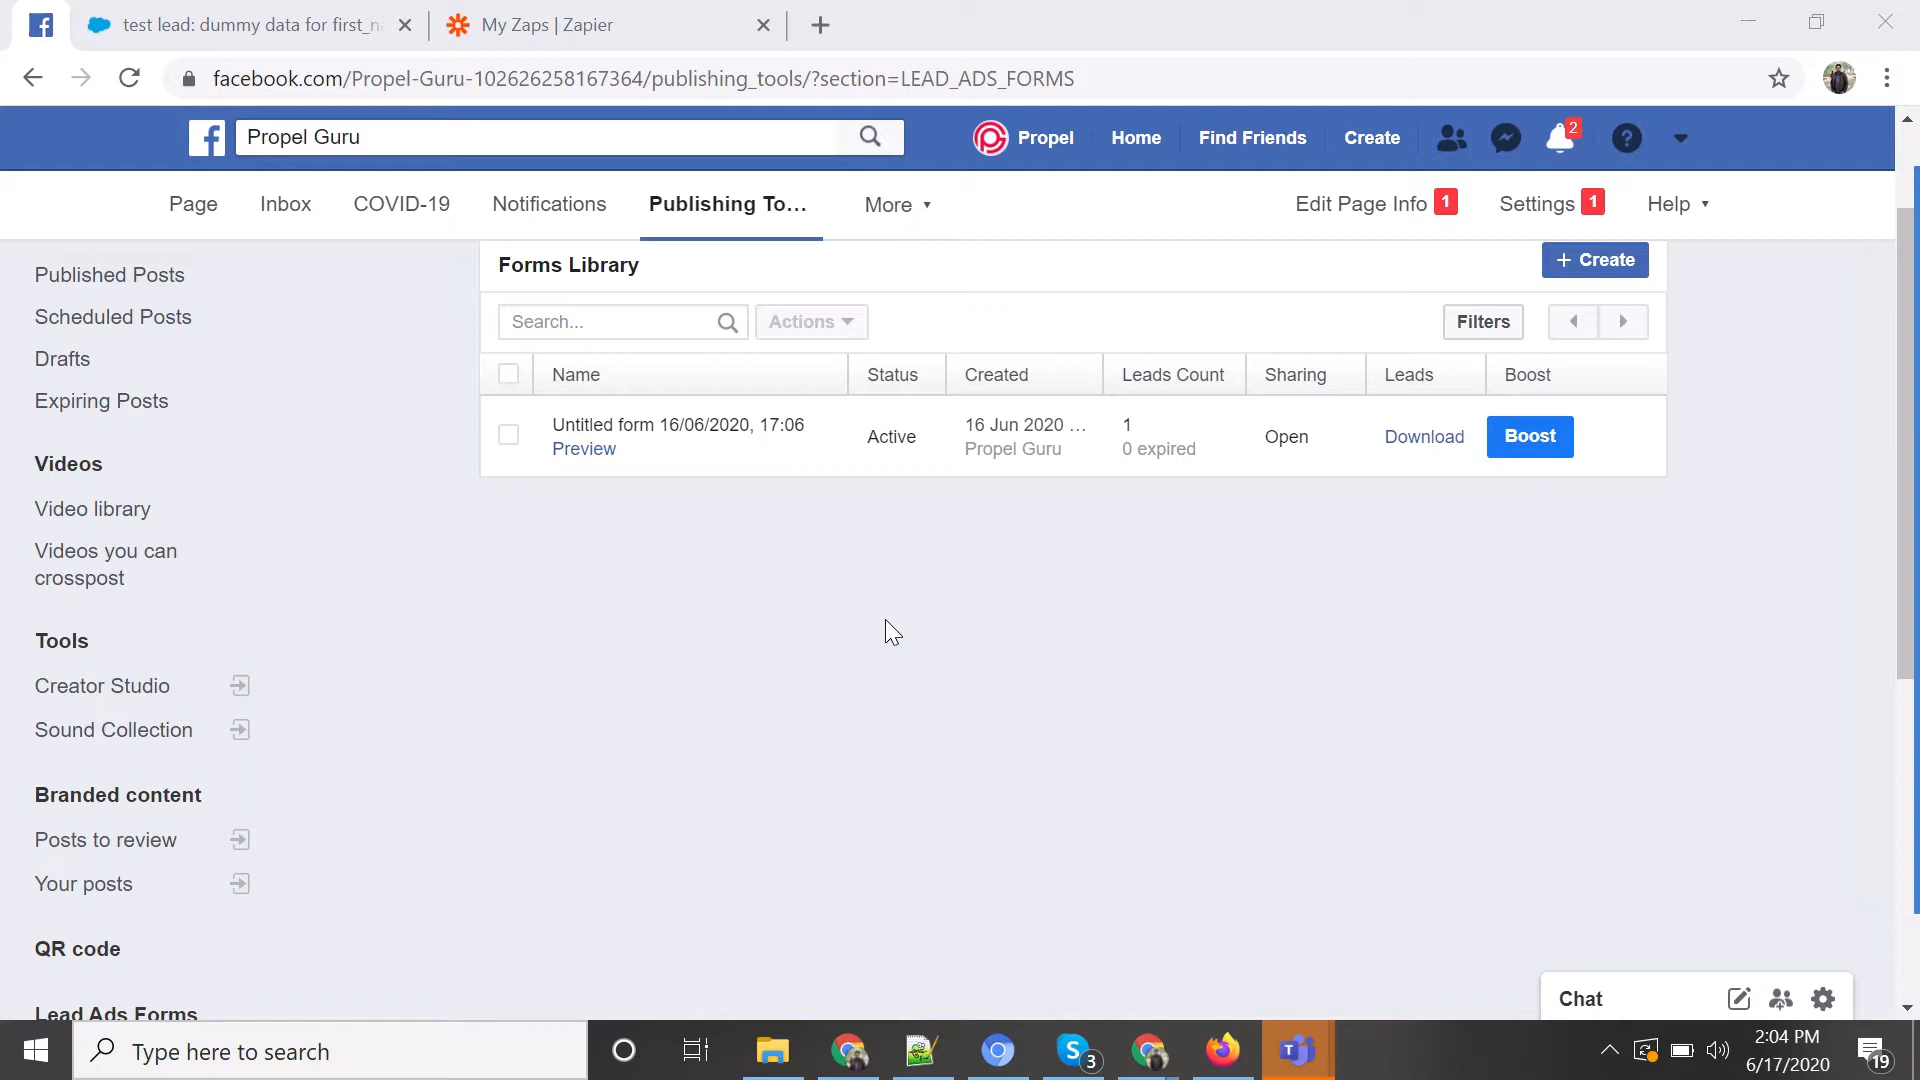 test lead: dummy data for first_n
My Zaps | Zapier
facebook.com/Propel-Guru-102626258167364/publishing_tools/?section=LEAD_ADS_FORMS
Propel Guru
Propel
Home
Find Friends
Create
2
Page
Inbox
COVID-19
Notifications
Publishing To...
More
Edit Page Info 1
Settings 1
Help
Published Posts
Scheduled Posts
Drafts
Expiring Posts
Videos
Video library
Videos you can
crosspost
Tools
Creator Studio
Sound Collection
Branded content
Posts to review
Your posts
QR code
Lead Ads Forms
Forms Library
+ Create
Search...
Actions
Filters
Name
Status
Created
Leads Count
Sharing
Leads
Boost
Untitled form 16/06/2020, 17:06
Preview
Active
16 Jun 2020 ...
Propel Guru
1
0 expired
Open
Download
Boost
Chat
Type here to search
3
2:04 PM
6/17/2020
19